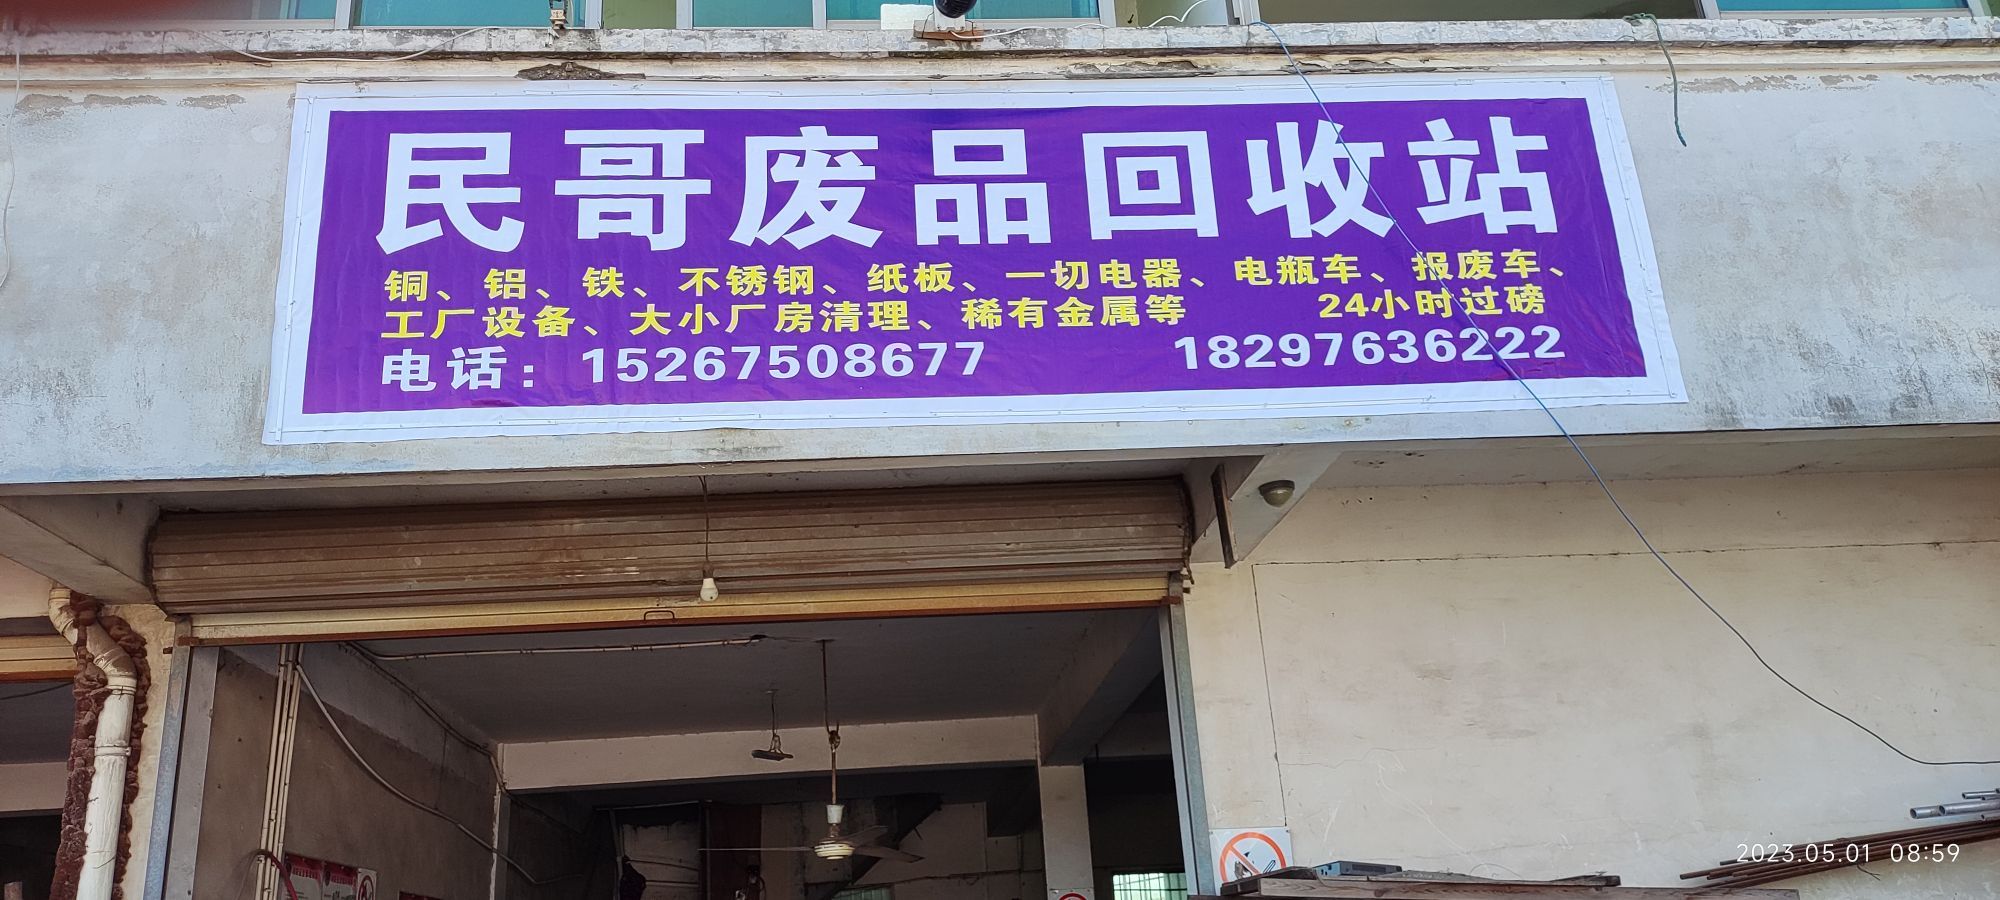 民哥废品回收站
铜、铝、铁、不锈钢、纸板、一切电器、电瓶车、报废车、
工厂设备、大小厂房清理、稀有金属等 24小时过磅
电话：15267508677 18297636222
2023.05.01 08:59